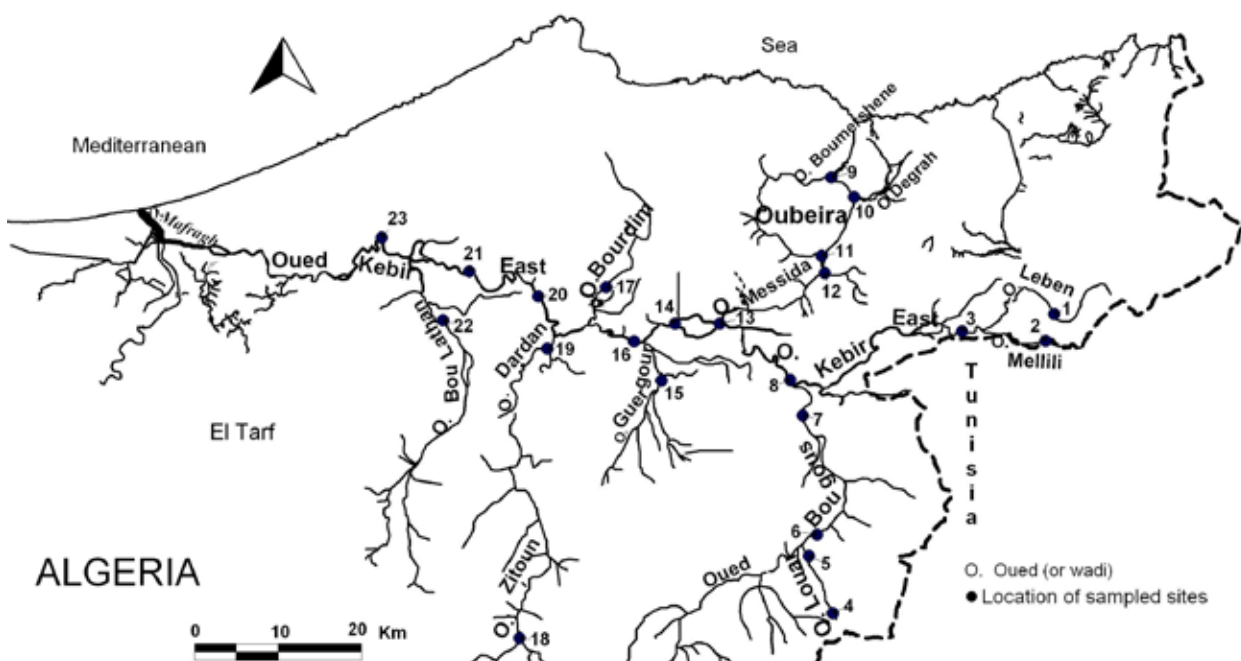 Sea
Mediterranean
O. Boumershene
9
O Degrah
10
Oubeira
O. Mafragh
23
Oued
Kebir
21
East
20
O. Bourdim
17
11
12
O. Messida
Leben
O.
1
14
13
East
3
2
O.
Mellili
22
Bou Lathan
O.
Dardan
O.
19
16
Guergour
O.
15
O.
Kebir
8
7
Tunisia
El Tarf
gous
Bou
6
5
Oued
Louar
O.
4
Zitoun
O.
18
ALGERIA
O. Oued (or wadi)
Location of sampled sites
0 10 20 Km